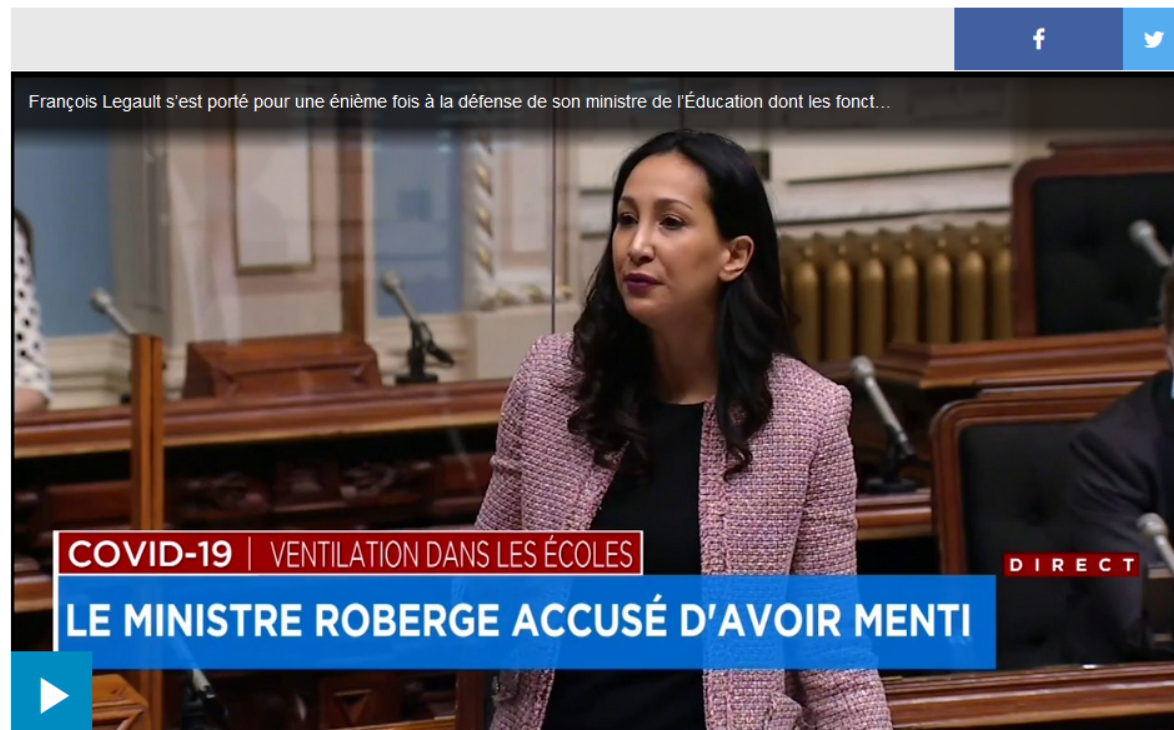 François Legault s'est porté pour une énième fois à la défense de son ministre de l'Éducation dont les fonct...
COVID-19 | VENTILATION DANS LES ÉCOLES
DIRECT
LE MINISTRE ROBERGE ACCUSÉ D'AVOIR MENTI